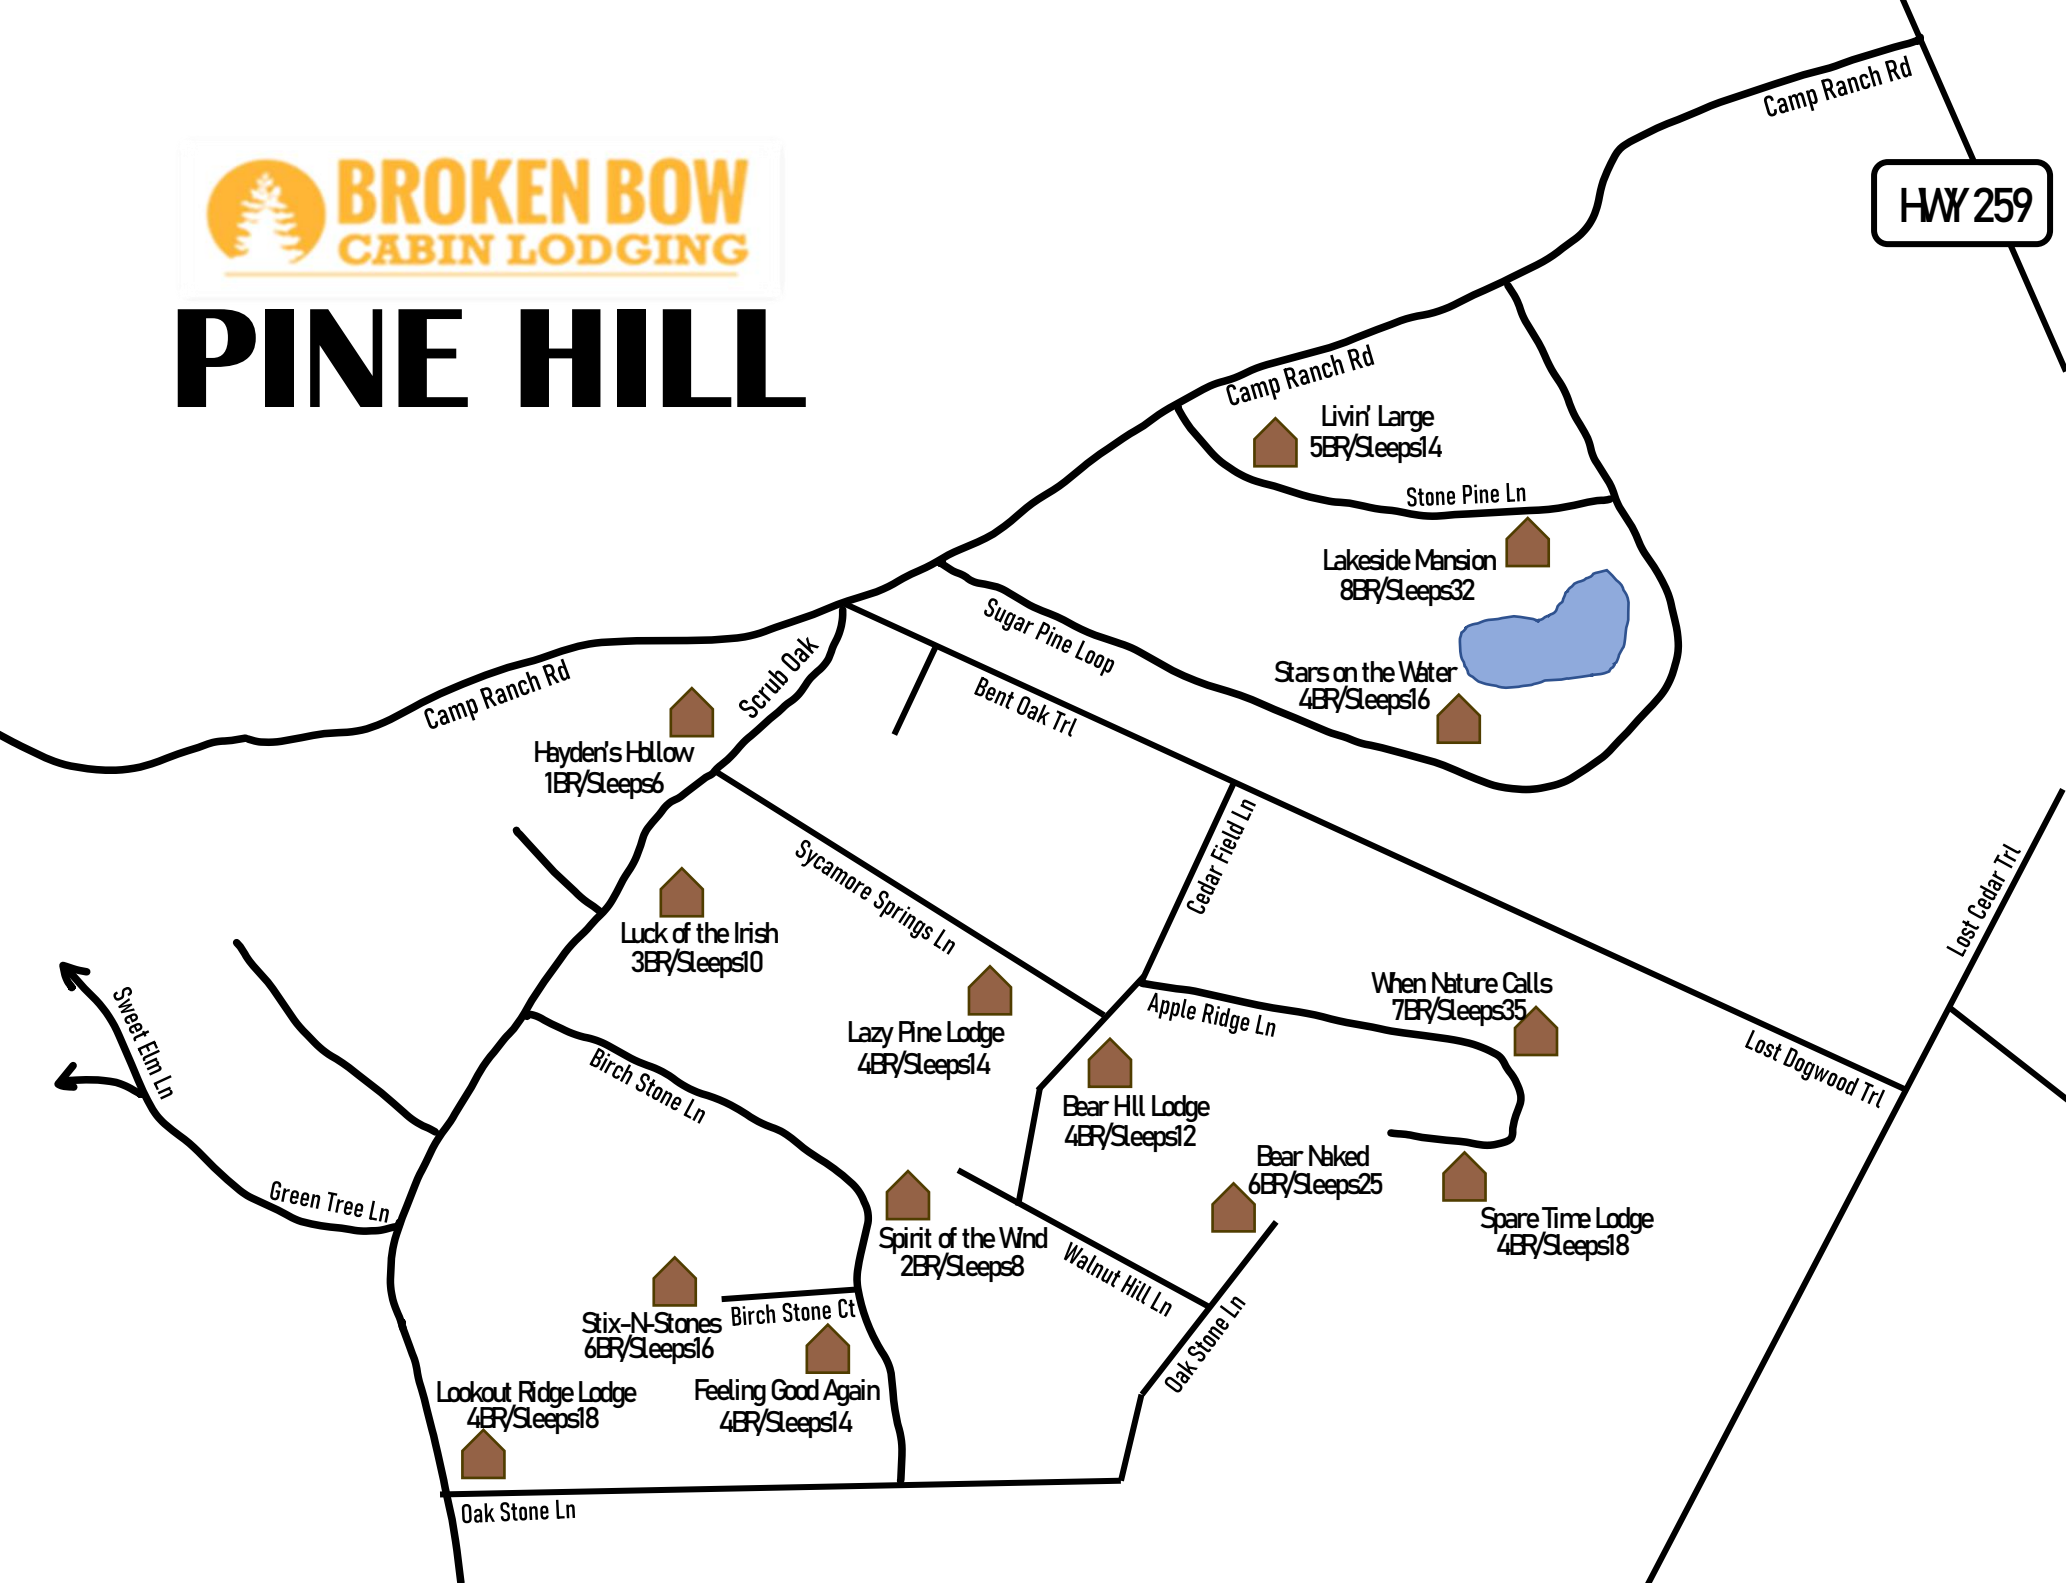 Camp Ranch Rd
HWY 259
BROKEN BOW
CABIN LODGING
PINE HILL
Camp Ranch Rd
Livin' Large
5BR/Sleeps14
Stone Pine Ln
Lakeside Mansion
8BR/Sleeps32
Sugar Pine Loop
Scrub Oak
Camp Ranch Rd
Stars on the Water
4BR/Sleeps16
Bent Oak Trl
Hayden's Hollow
1BR/Sleeps6
Cedar Field Ln
Sycamore Springs Ln
Lost Cedar Trl
Luck of the Irish
3BR/Sleeps10
When Nature Calls
7BR/Sleeps35
Sweet Elm Ln
Apple Ridge Ln
Lazy Pine Lodge
4BR/Sleeps14
Lost Dogwood Trl
Birch Stone Ln
Bear HIll Lodge
4BR/Sleeps12
Bear Naked
6BR/Sleeps25
Green Tree Ln
Spare Time Lodge
4BR/Sleeps18
Spirit of the Wind
2BR/Sleeps8
Walnut Hill Ln
Birch Stone Ct
Stix-N-Stones
6BR/Sleeps16
Oak Stone Ln
Lookout Ridge Lodge
4BR/Sleeps18
Feeling Good Again
4BR/Sleeps14
Oak Stone Ln